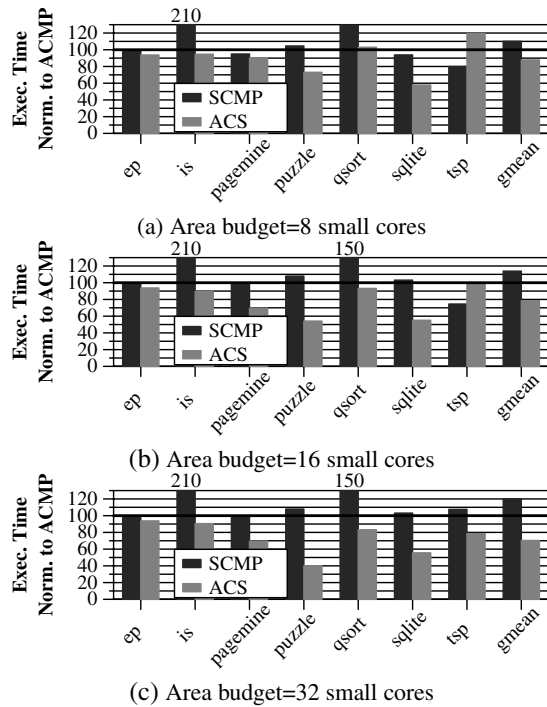 210
Exec. Time
Norm. to ACMP
120
100
80
60
40
20
0
SCMP
ACS
ep
is
pagemine
puzzle
qsort
sqlite
tsp
gmean
(a) Area budget=8 small cores
210
150
Exec. Time
Norm. to ACMP
120
100
80
60
40
20
0
SCMP
ACS
ep
is
pagemine
puzzle
qsort
sqlite
tsp
gmean
(b) Area budget=16 small cores
210
150
Exec. Time
Norm. to ACMP
120
100
80
60
40
20
0
SCMP
ACS
ep
is
pagemine
puzzle
qsort
sqlite
tsp
gmean
(c) Area budget=32 small cores